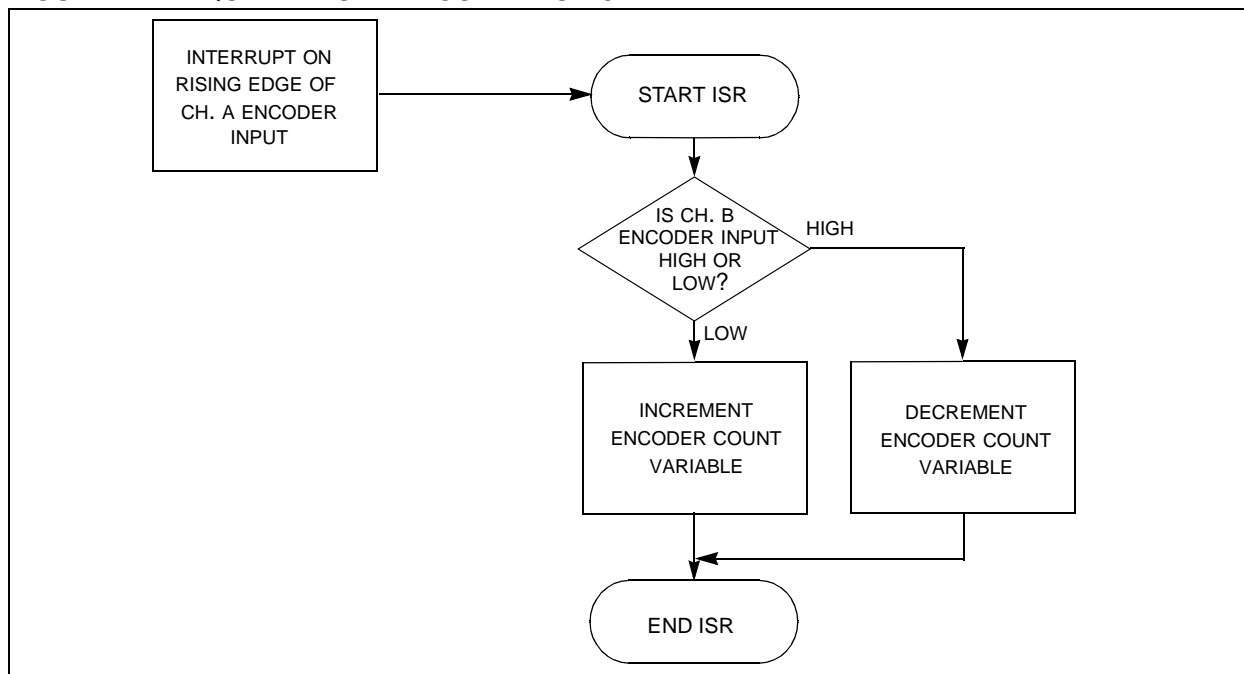 INTERRUPT ON
RISING EDGE OF
CH. A ENCODER
INPUT
START ISR
IS CH. B
ENCODER INPUT
HIGH OR
LOW?
HIGH
LOW
INCREMENT
ENCODER COUNT
VARIABLE
DECREMENT
ENCODER COUNT
VARIABLE
END ISR